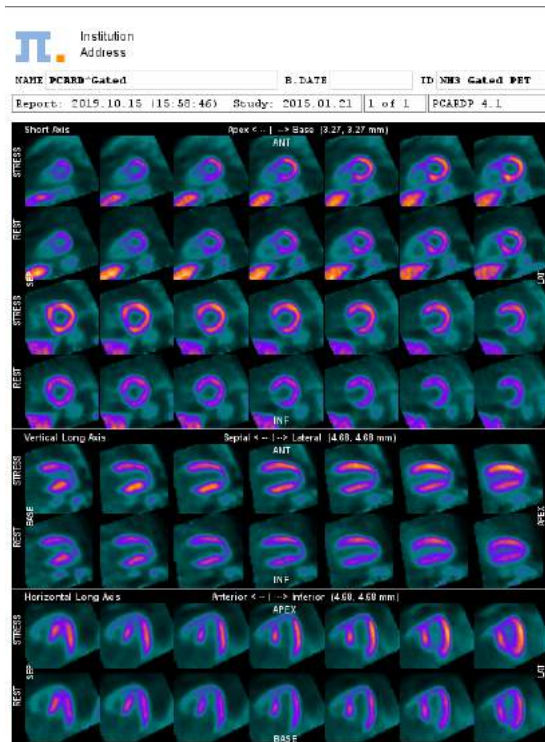 Institution
Address
NAME PCARD^Gated B.DATE ID NH3 Gated PET
Report: 2019.10.15 (15:58:46) Study: 2015.01.21 1 of 1 PCARDP 4.1
Short Axis Apex <--|--> Base (3.27, 3.27 mm)
ANT
STRESS
REST
SEP
LAT
STRESS
REST
INF
Vertical Long Axis Septal <--|--> Lateral (4.68, 4.68 mm)
ANT
STRESS
BASE
APEX
REST
INF
Horizontal Long Axis Anterior <--|--> Inferior (4.68, 4.68 mm)
APEX
STRESS
SEP
LAT
REST
BASE